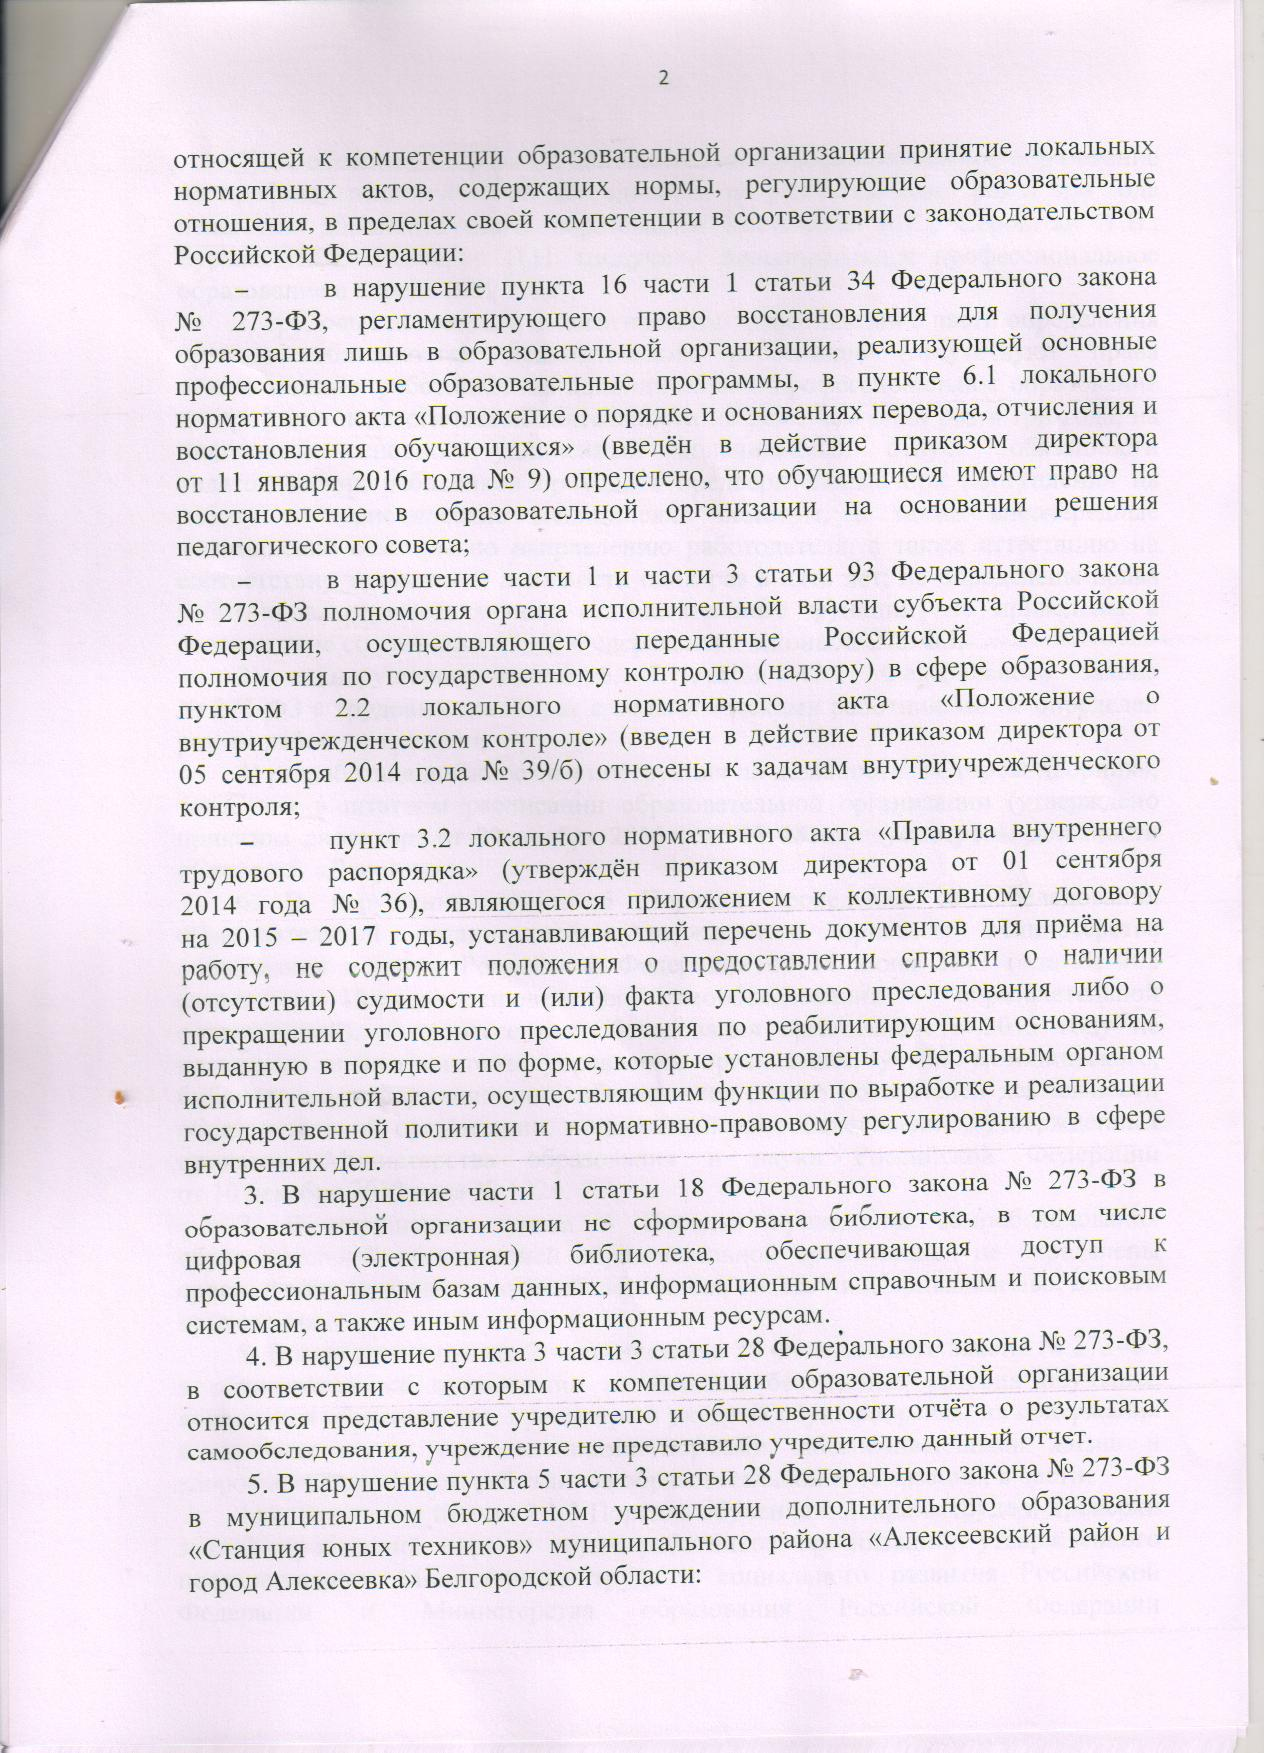 2
относящей к компетенции образовательной организации принятие локальных
нормативных актов, содержащих нормы, регулирующие образовательные
отношения, в пределах своей компетенции в соответствии с законодательством
Российской Федерации:
– в нарушение пункта 16 части 1 статьи 34 Федерального закона
№ 273-ФЗ, регламентирующего право восстановления для получения
образования лишь в образовательной организации, реализующей основные
профессиональные образовательные программы, в пункте 6.1 локального
нормативного акта «Положение о порядке и основаниях перевода, отчисления и
восстановления обучающихся» (введён в действие приказом директора
от 11 января 2016 года № 9) определено, что обучающиеся имеют право на
восстановление в образовательной организации на основании решения
педагогического совета;
– в нарушение части 1 и части 3 статьи 93 Федерального закона
№ 273-ФЗ полномочия органа исполнительной власти субъекта Российской
Федерации, осуществляющего переданные Российской Федерацией
полномочия по государственному контролю (надзору) в сфере образования,
пунктом 2.2 локального нормативного акта «Положение о
внутриучрежденческом контроле» (введен в действие приказом директора от
05 сентября 2014 года № 39/б) отнесены к задачам внутриучрежденческого
контроля;
– пункт 3.2 локального нормативного акта «Правила внутреннего
трудового распорядка» (утверждён приказом директора от 01 сентября
2014 года № 36), являющегося приложением к коллективному договору
на 2015 – 2017 годы, устанавливающий перечень документов для приёма на
работу, не содержит положения о предоставлении справки о наличии
(отсутствии) судимости и (или) факта уголовного преследования либо о
прекращении уголовного преследования по реабилитирующим основаниям,
выданную в порядке и по форме, которые установлены федеральным органом
исполнительной власти, осуществляющим функции по выработке и реализации
государственной политики и нормативно-правовому регулированию в сфере
внутренних дел.
3. В нарушение части 1 статьи 18 Федерального закона № 273-ФЗ в
образовательной организации не сформирована библиотека, в том числе
цифровая (электронная) библиотека, обеспечивающая доступ к
профессиональным базам данных, информационным справочным и поисковым
системам, а также иным информационным ресурсам.
4. В нарушение пункта 3 части 3 статьи 28 Федерального закона № 273-ФЗ,
в соответствии с которым к компетенции образовательной организации
относится представление учредителю и общественности отчёта о результатах
самообследования, учреждение не представило учредителю данный отчет.
5. В нарушение пункта 5 части 3 статьи 28 Федерального закона № 273-ФЗ
в муниципальном бюджетном учреждении дополнительного образования
«Станция юных техников» муниципального района «Алексеевский район и
город Алексеевка» Белгородской области: